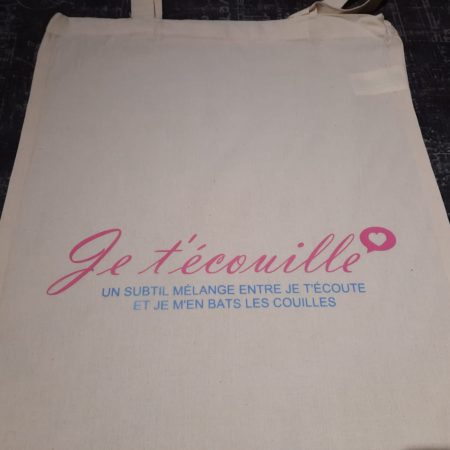 Je t'écouille
UN SUBTIL MÉLANGE ENTRE JE T'ÉCOUTE
ET JE M'EN BATS LES COUILLES